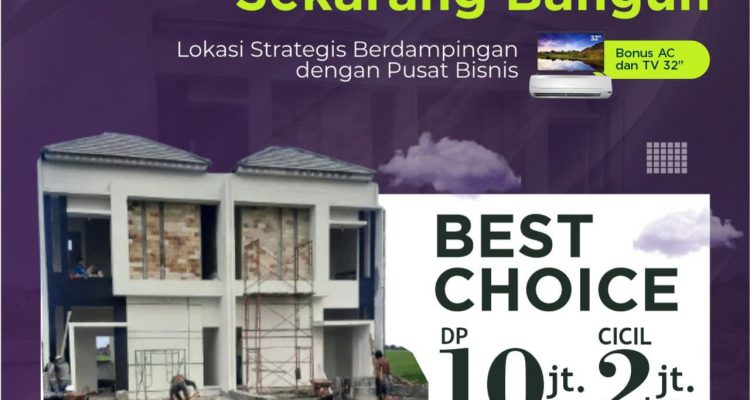 Sekarang Bangun
Lokasi Strategis Berdampingan
dengan Pusat Bisnis
32"
Bonus AC
dan TV 32"
BEST
CHOICE
DP
10 jt.
CICIL
2 jt.